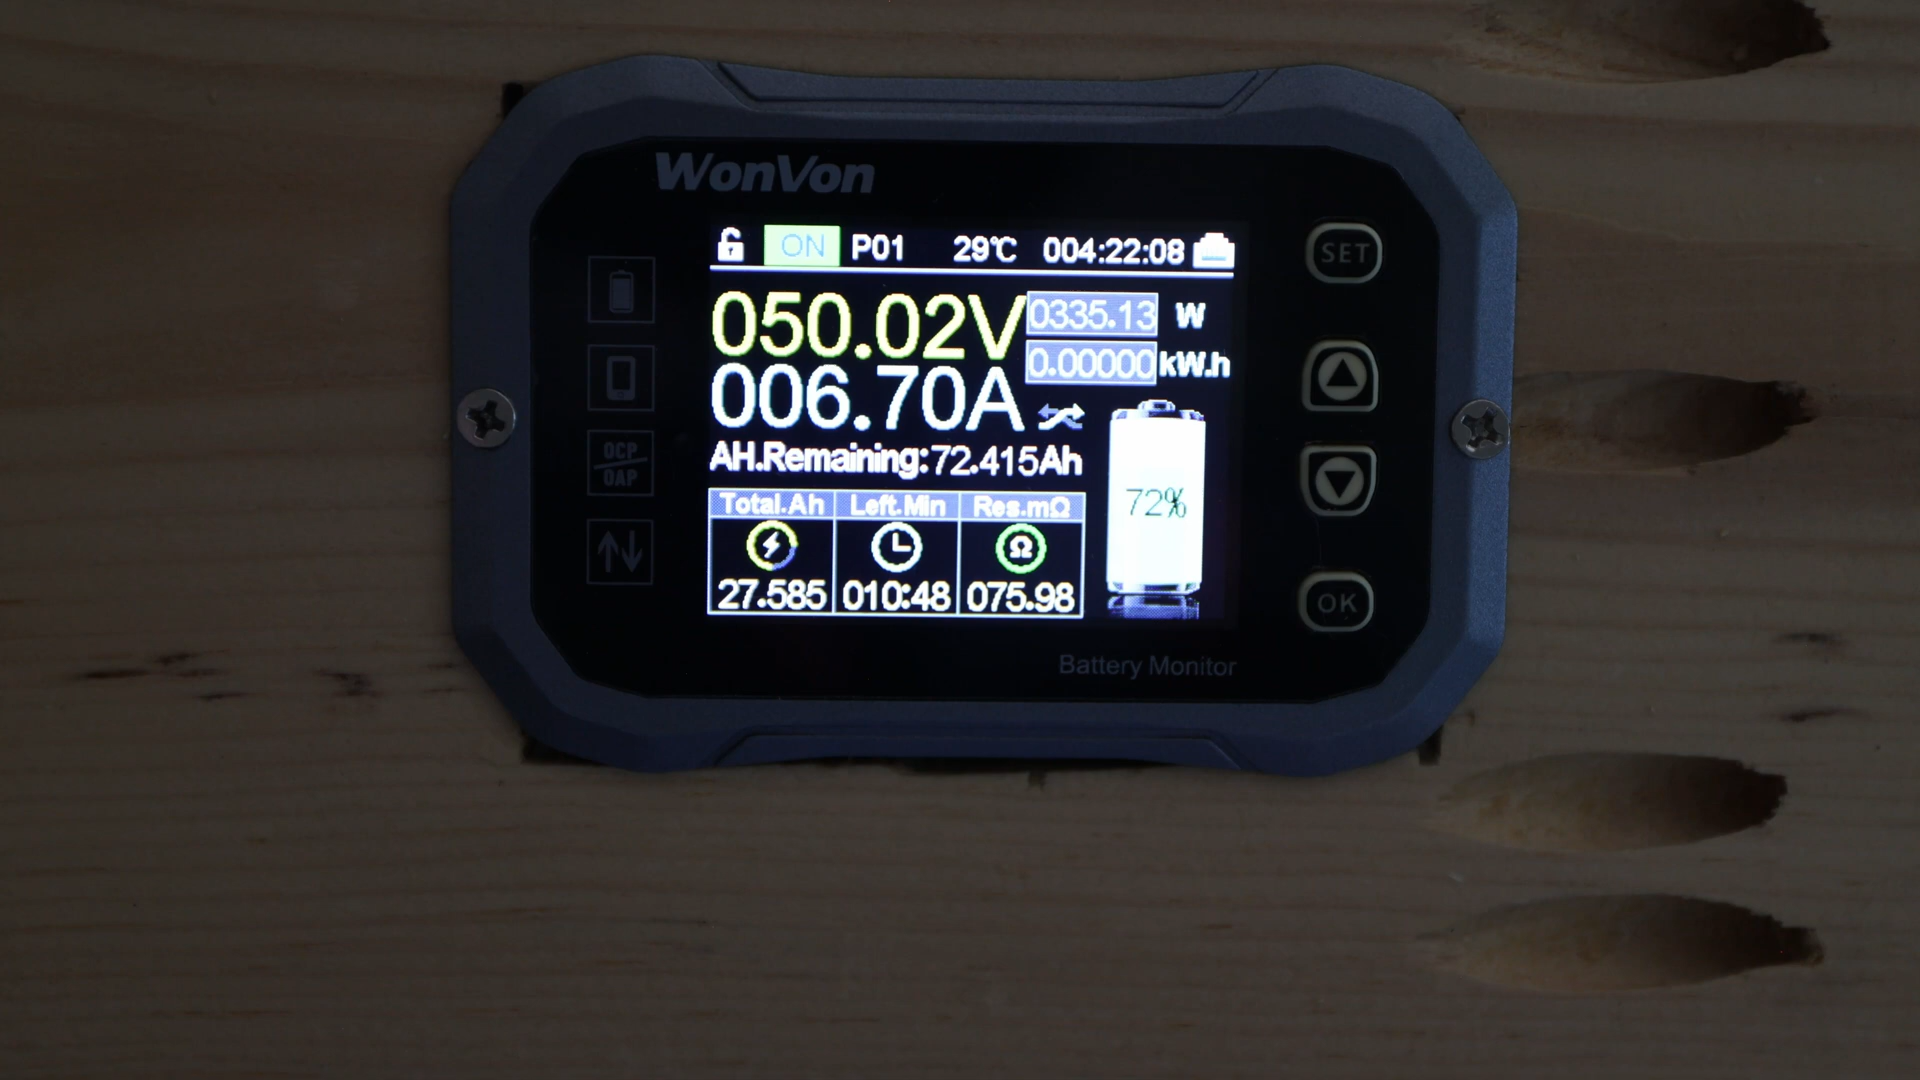 WonVon
ON P01 29℃ 004:22:08
SET
050.02V 0335.13 W
0.00000 kW.h
006.70A
AH.Remaining:72.415Ah
OCP
OAP
72%
Total.Ah Left.Min Res.mΩ
Ω
27.585 010:48 075.98
OK
Battery Monitor